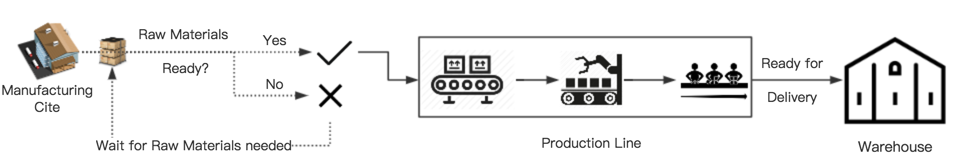 Manufacturing
Cite
Raw Materials
Ready?
Yes
No
Wait for Raw Materials needed
Production Line
Ready for
Delivery
Warehouse